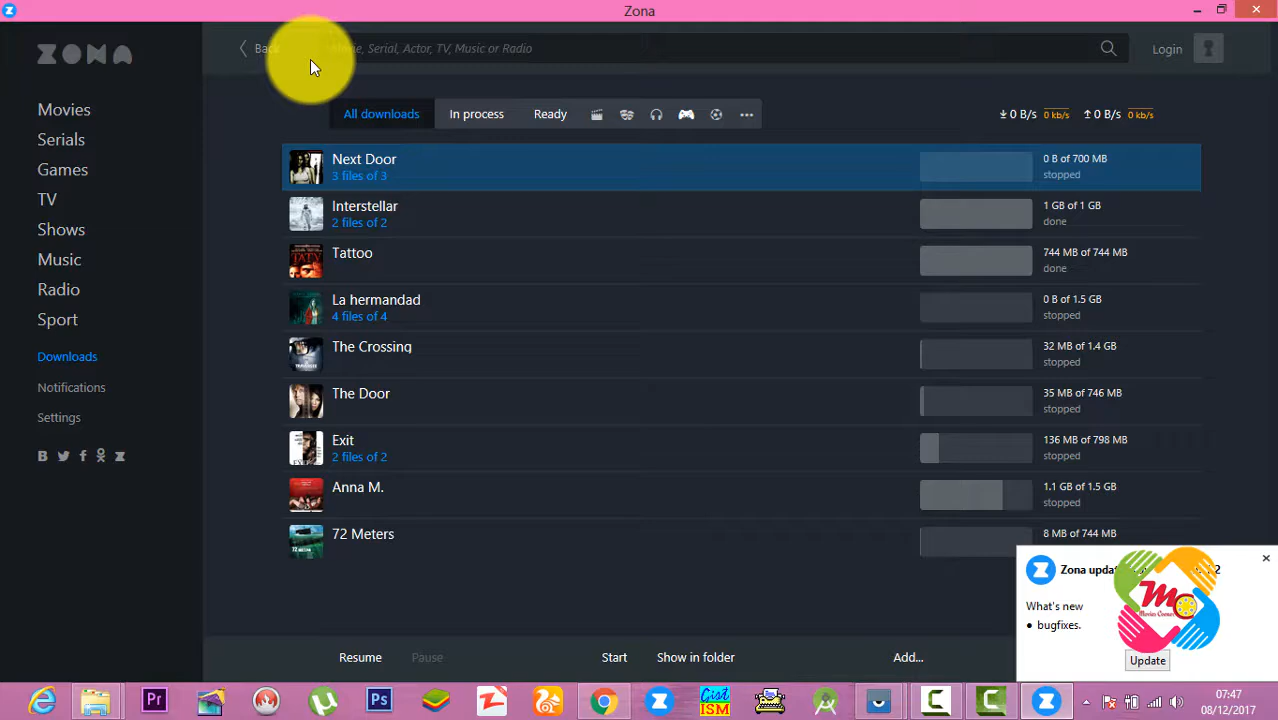 Zona
ZONA
Back
Serial, Actor, TV, Music or Radio
Login
Movies
Serials
Games
TV
Shows
Music
Radio
Sport
Downloads
Notifications
Settings
All downloads
In process
Ready
0 B/s 0 kb/s
0 B/s 0 kb/s
Next Door
3 files of 3
0 B of 700 MB
stopped
Interstellar
2 files of 2
1 GB of 1 GB
done
Tattoo
744 MB of 744 MB
done
La hermandad
4 files of 4
0 B of 1.5 GB
stopped
The Crossing
32 MB of 1.4 GB
stopped
The Door
35 MB of 746 MB
stopped
Exit
2 files of 2
136 MB of 798 MB
stopped
Anna M.
1.1 GB of 1.5 GB
stopped
72 Meters
8 MB of 744 MB
Zona
What's new
• bugfixes.
Update
Resume
Pause
Start
Show in folder
Add...
Pr
Ps
Gist
ISM
07:47
08/12/2017